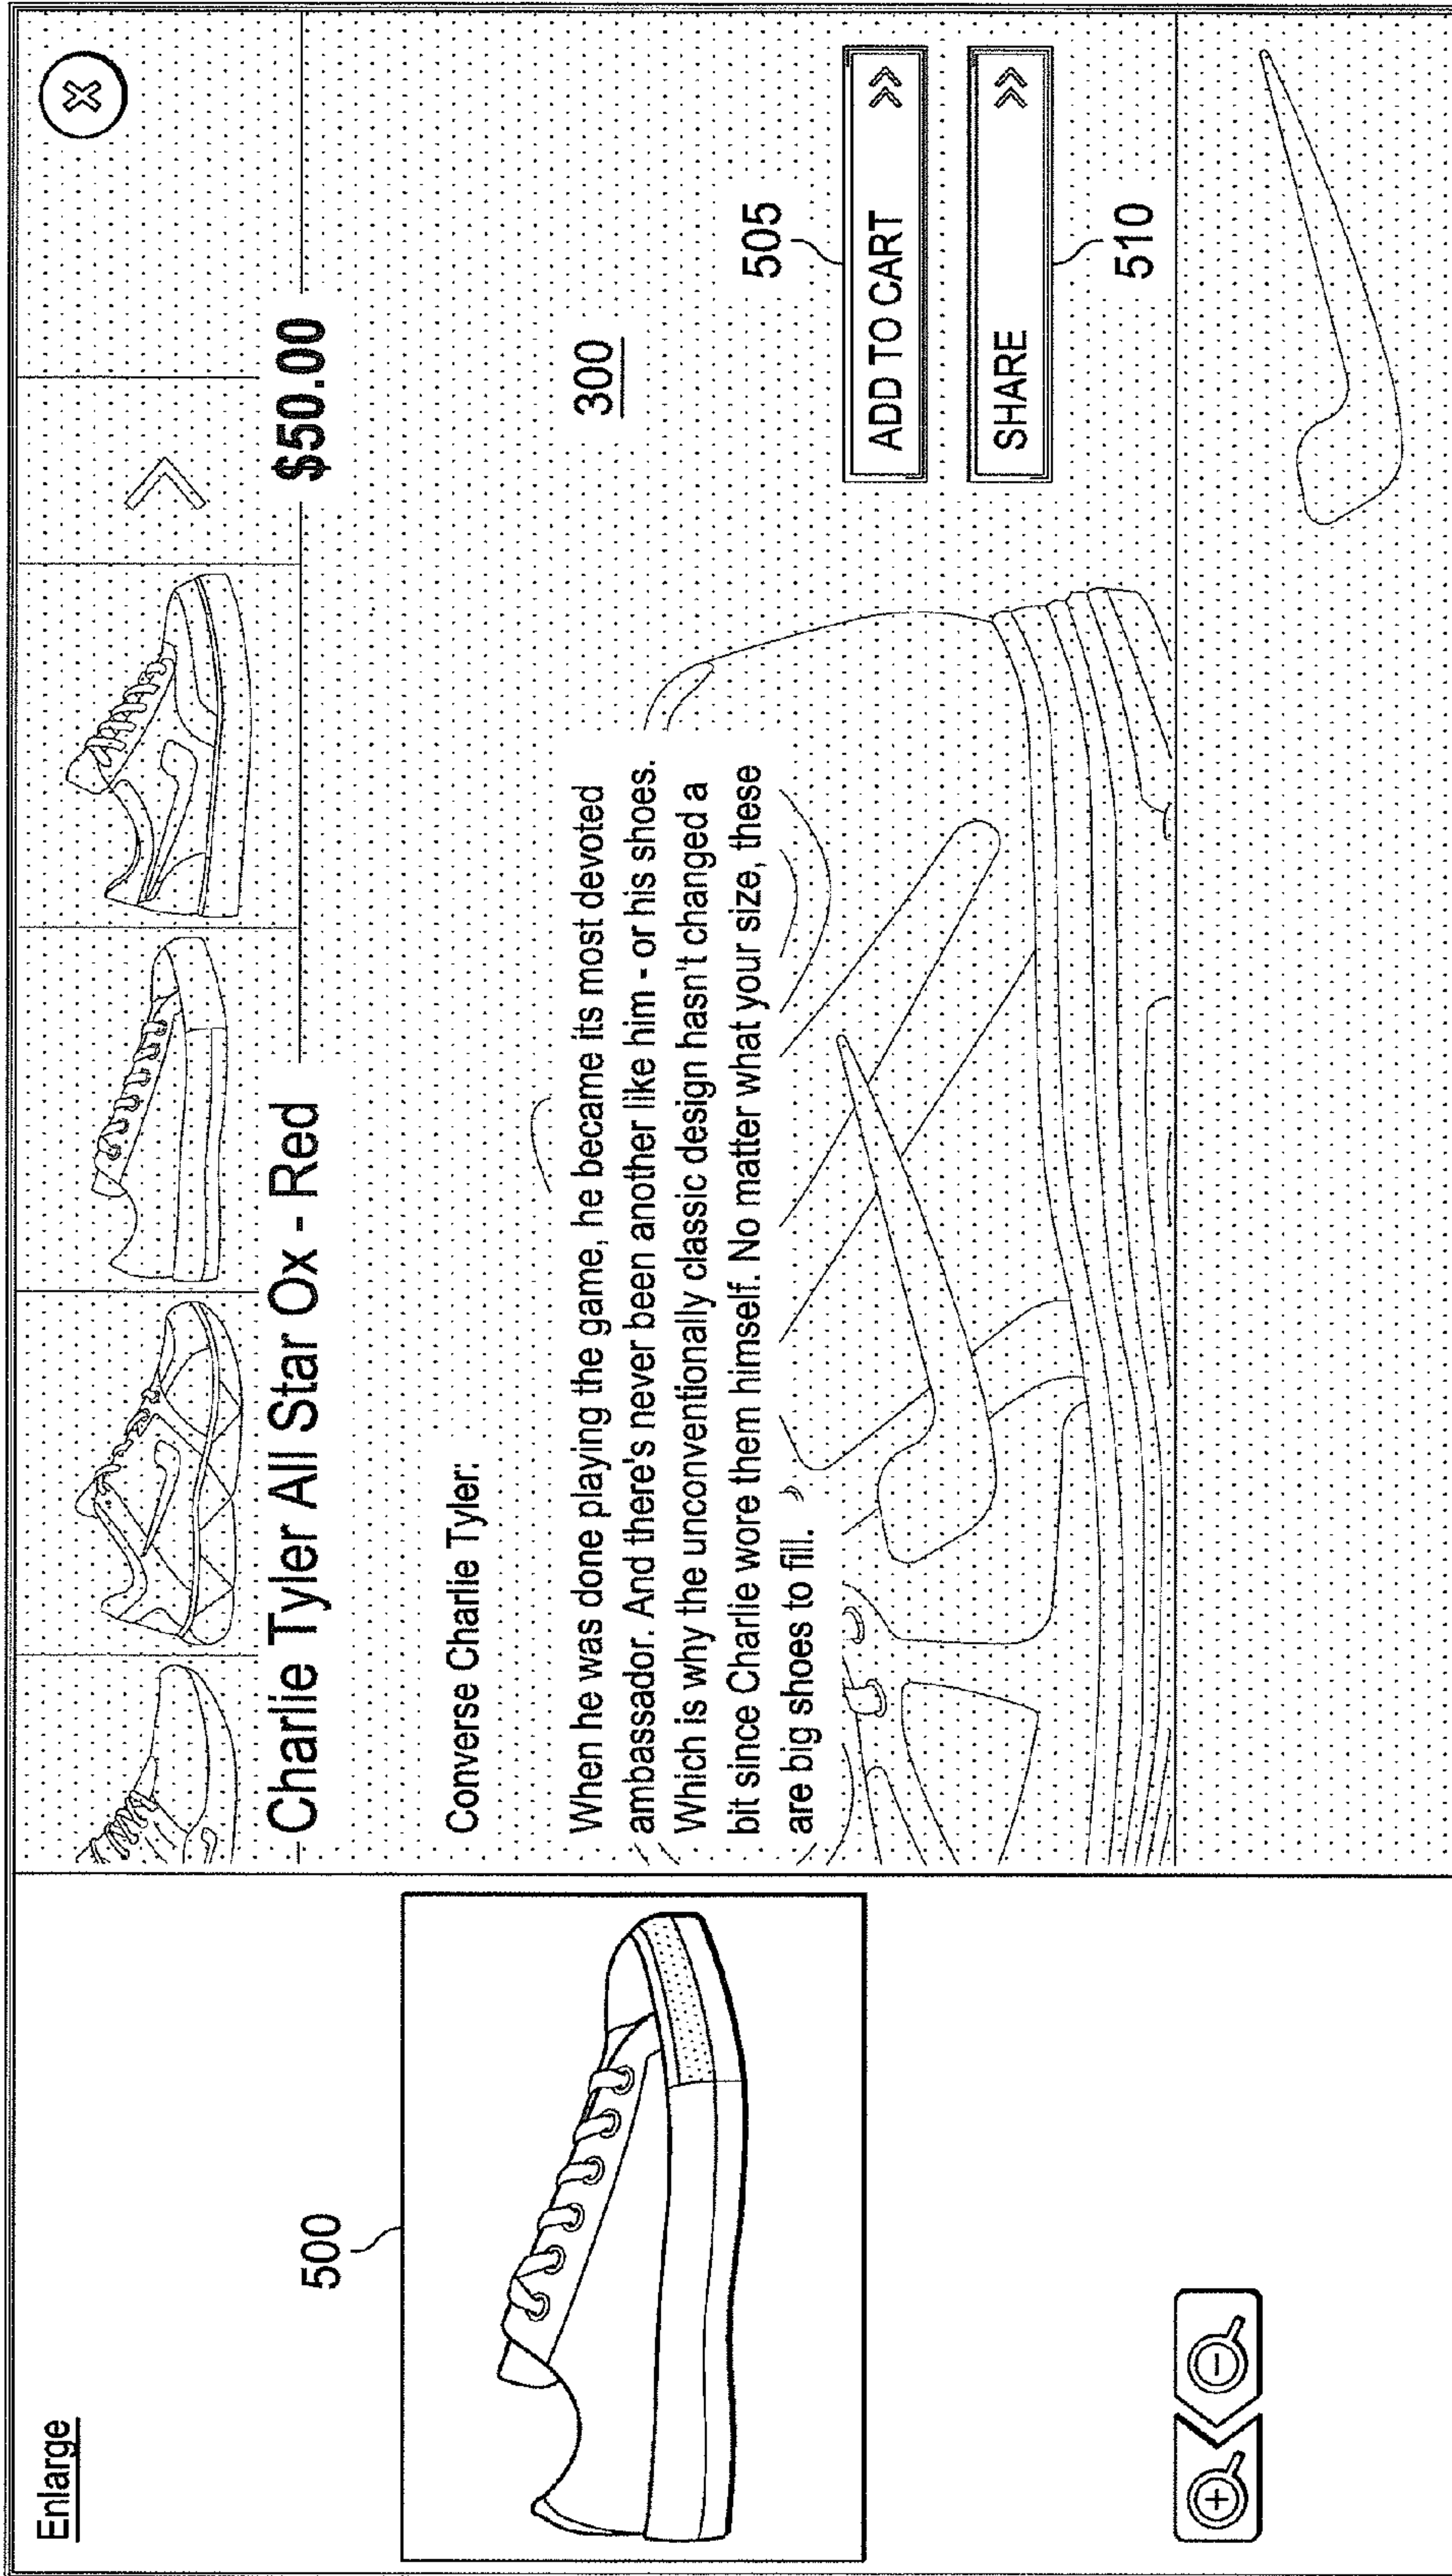 Enlarge
500
Charlie Tyler All Star Ox - Red
$50.00
Converse Charlie Tyler:
When he was done playing the game, he became its most devoted
ambassador. And there's never been another like him - or his shoes.
Which is why the unconventionally classic design hasn't changed a
bit since Charlie wore them himself. No matter what your size, these
are big shoes to fill.
300
505
ADD TO CART >>
SHARE >>
510